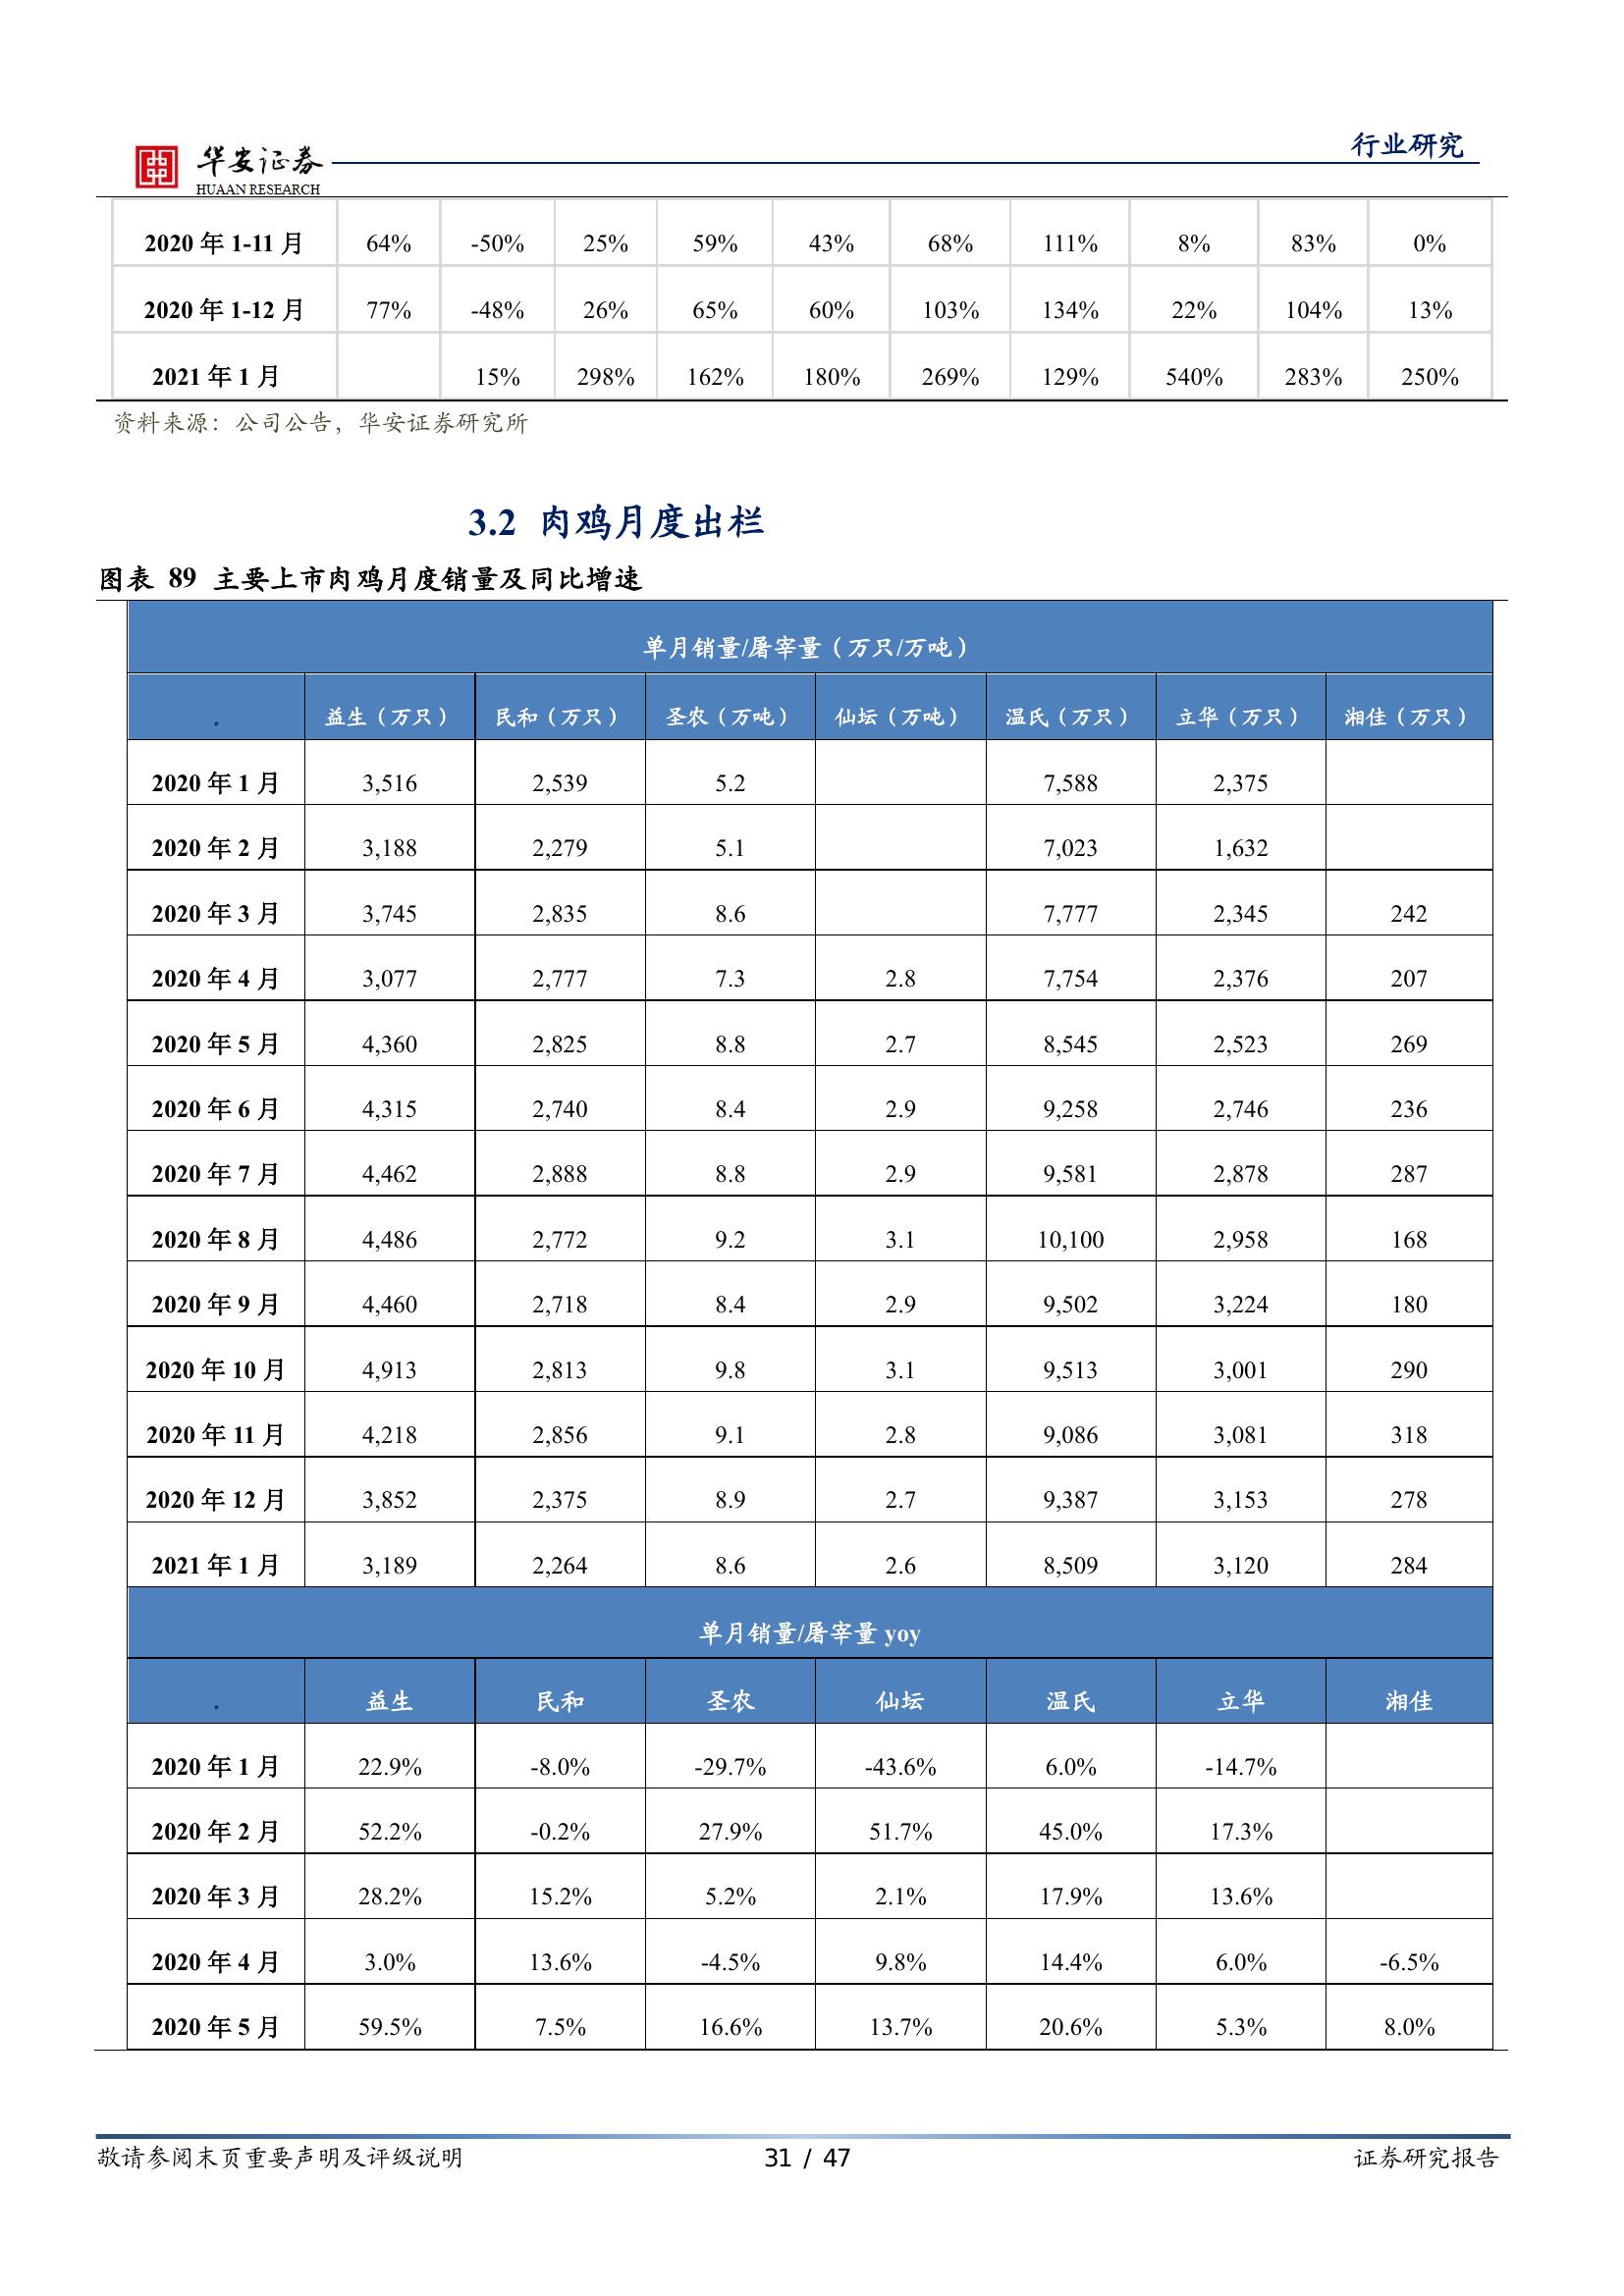 华安证券
HUAAN RESEARCH
行业研究
2020 年 1-11 月 64% -50% 25% 59% 43% 68% 111% 8% 83% 0%
2020 年 1-12 月 77% -48% 26% 65% 60% 103% 134% 22% 104% 13%
2021 年 1 月 15% 298% 162% 180% 269% 129% 540% 283% 250%
资料来源：公司公告，华安证券研究所
3.2 肉鸡月度出栏
图表 89 主要上市肉鸡月度销量及同比增速
单月销量/屠宰量（万只/万吨）
. 益生（万只） 民和（万只） 圣农（万吨） 仙坛（万吨） 温氏（万只） 立华（万只） 湘佳（万只）
2020 年 1 月 3,516 2,539 5.2 7,588 2,375
2020 年 2 月 3,188 2,279 5.1 7,023 1,632
2020 年 3 月 3,745 2,835 8.6 7,777 2,345 242
2020 年 4 月 3,077 2,777 7.3 2.8 7,754 2,376 207
2020 年 5 月 4,360 2,825 8.8 2.7 8,545 2,523 269
2020 年 6 月 4,315 2,740 8.4 2.9 9,258 2,746 236
2020 年 7 月 4,462 2,888 8.8 2.9 9,581 2,878 287
2020 年 8 月 4,486 2,772 9.2 3.1 10,100 2,958 168
2020 年 9 月 4,460 2,718 8.4 2.9 9,502 3,224 180
2020 年 10 月 4,913 2,813 9.8 3.1 9,513 3,001 290
2020 年 11 月 4,218 2,856 9.1 2.8 9,086 3,081 318
2020 年 12 月 3,852 2,375 8.9 2.7 9,387 3,153 278
2021 年 1 月 3,189 2,264 8.6 2.6 8,509 3,120 284
单月销量/屠宰量 yoy
. 益生 民和 圣农 仙坛 温氏 立华 湘佳
2020 年 1 月 22.9% -8.0% -29.7% -43.6% 6.0% -14.7%
2020 年 2 月 52.2% -0.2% 27.9% 51.7% 45.0% 17.3%
2020 年 3 月 28.2% 15.2% 5.2% 2.1% 17.9% 13.6%
2020 年 4 月 3.0% 13.6% -4.5% 9.8% 14.4% 6.0% -6.5%
2020 年 5 月 59.5% 7.5% 16.6% 13.7% 20.6% 5.3% 8.0%
敬请参阅末页重要声明及评级说明 31 / 47 证券研究报告